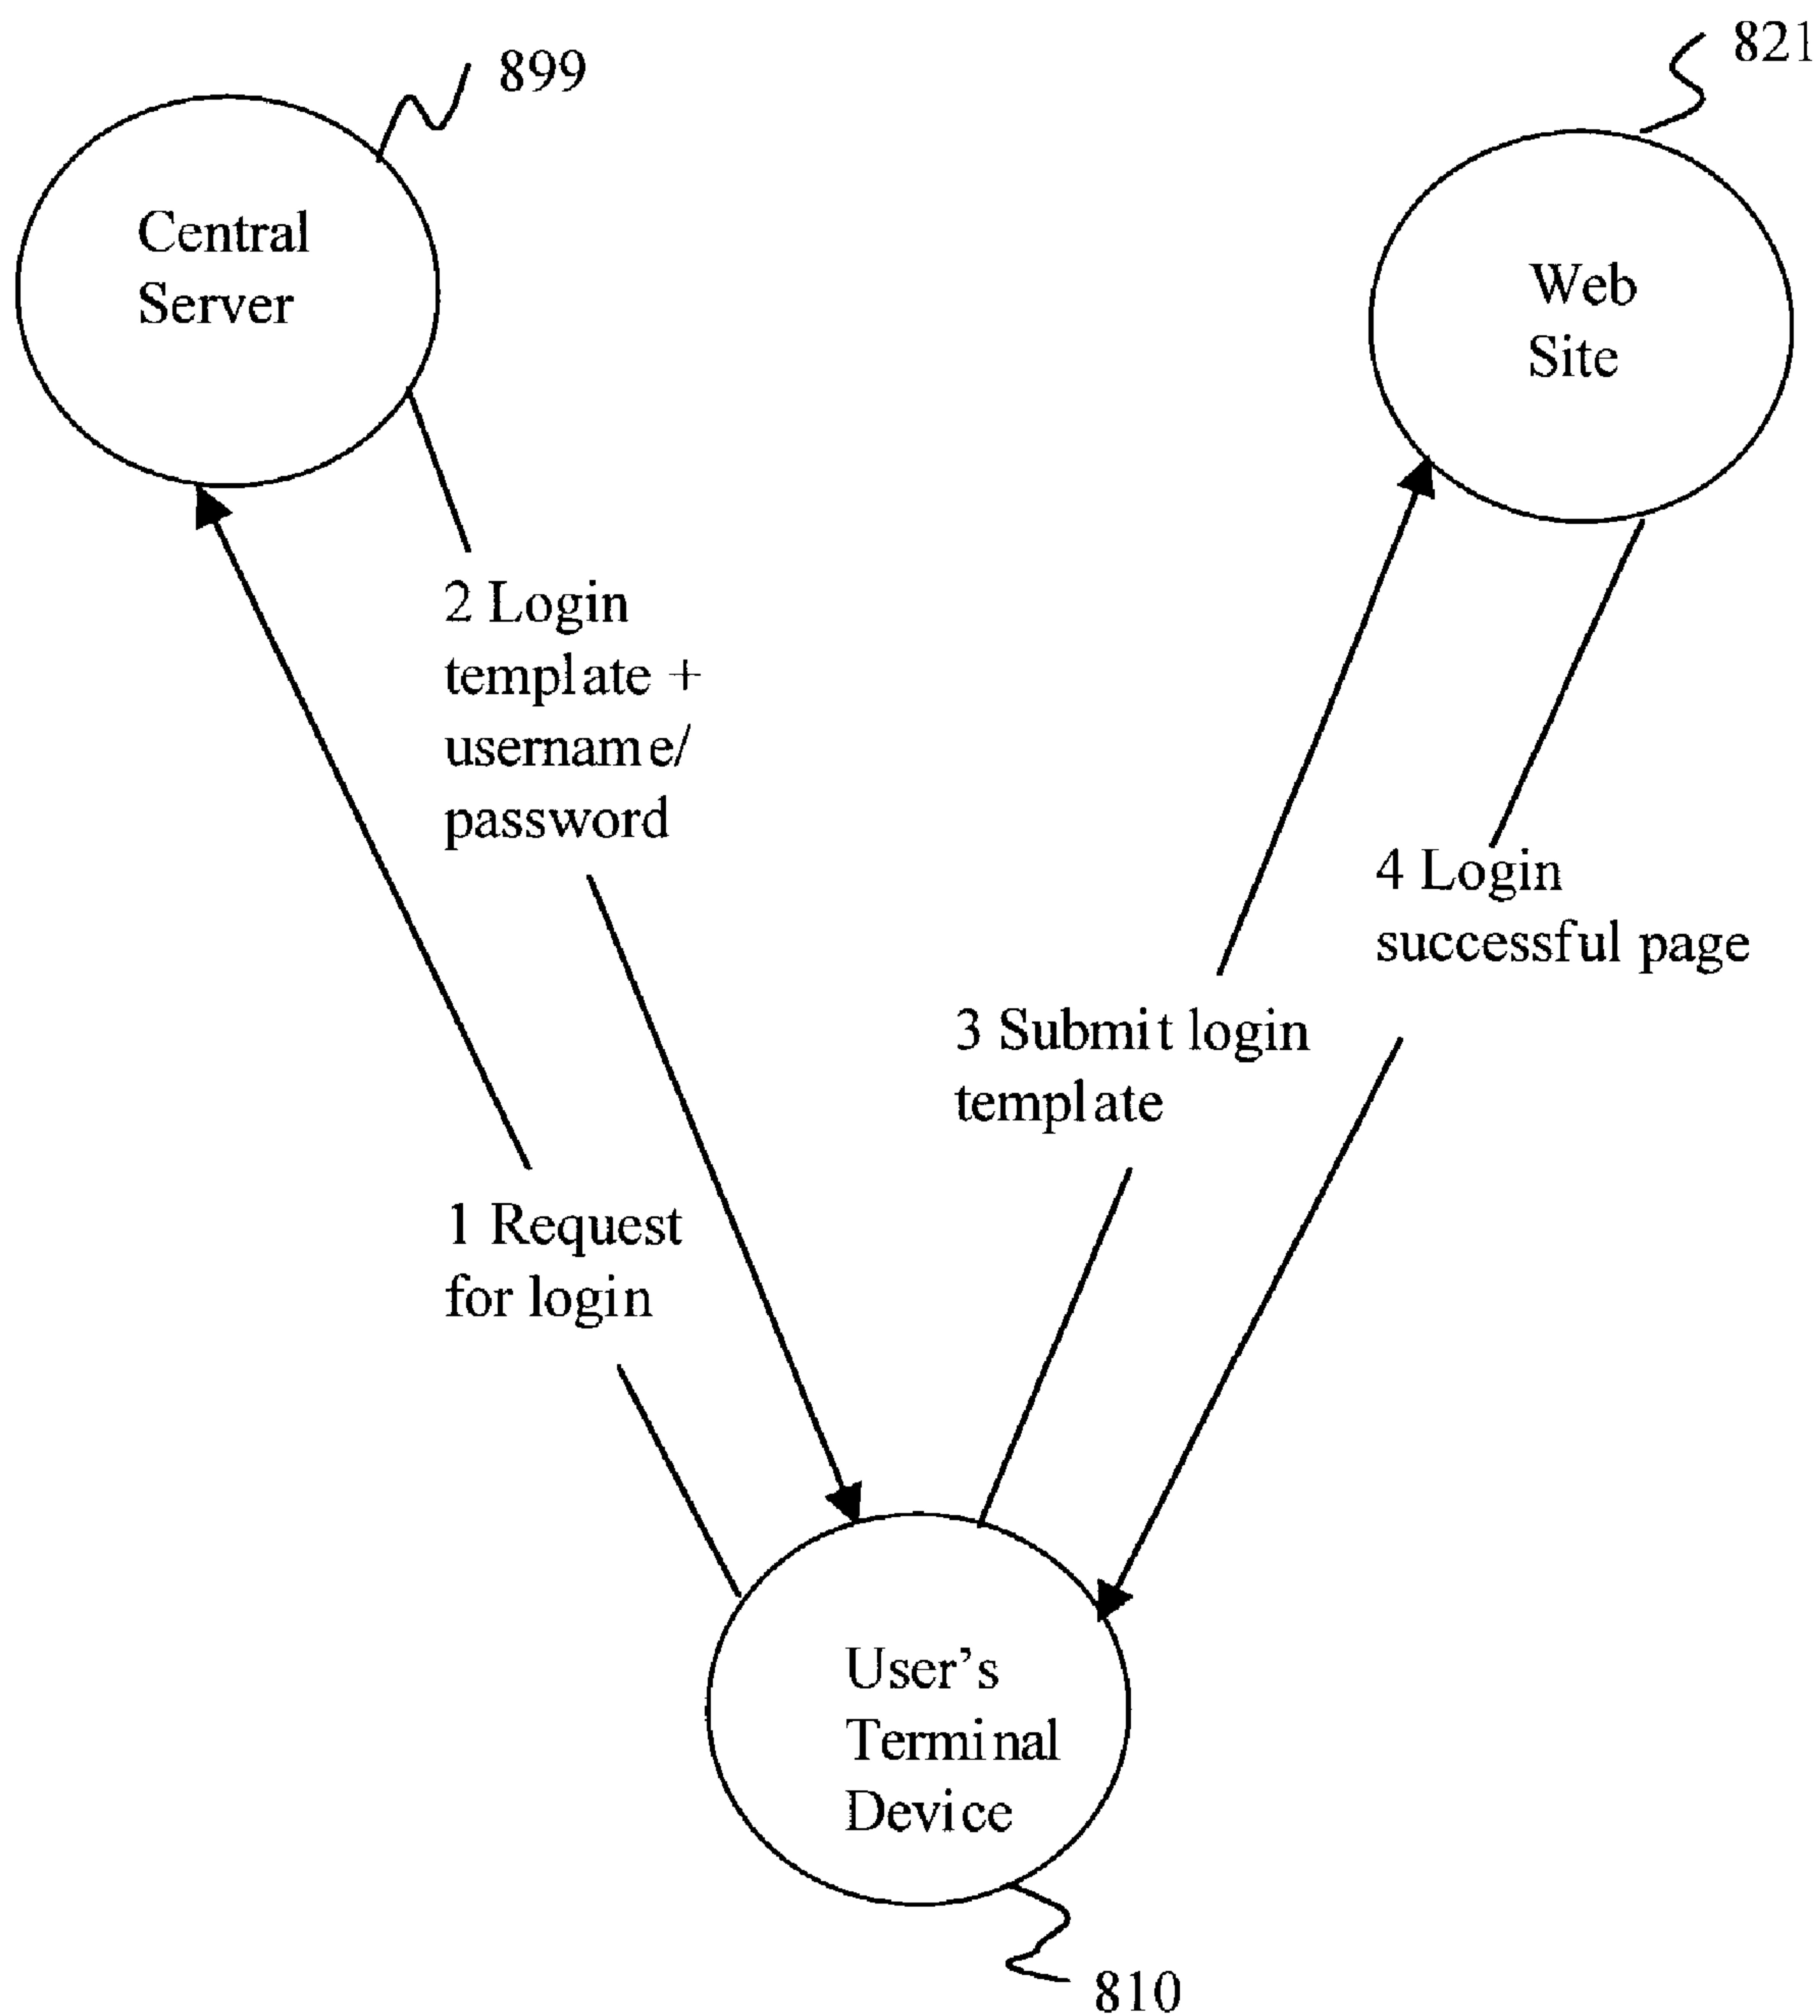 899
821
Central
Server
Web
Site
2 Login
template +
username/
password
4 Login
successful page
3 Submit login
template
1 Request
for login
User’s
Terminal
Device
810